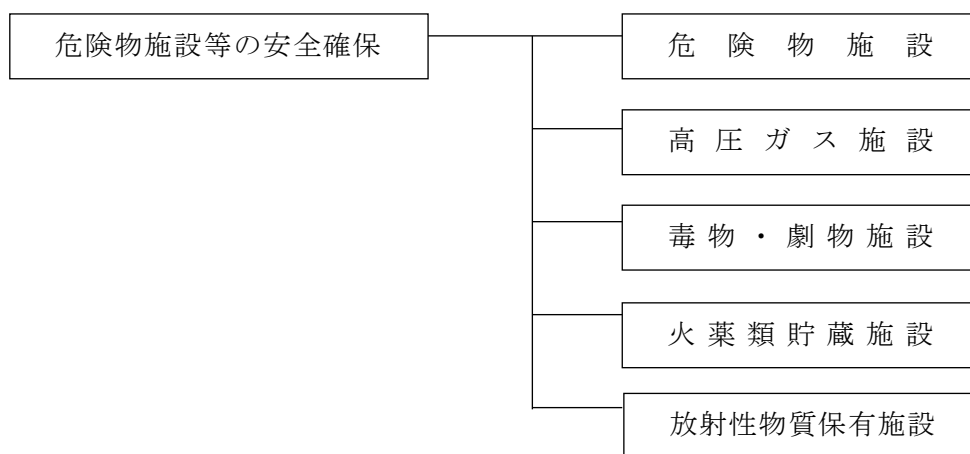 危険物施設等の安全確保
危険物施設
高圧ガス施設
毒物・劇物施設
火薬類貯蔵施設
放射性物質保有施設